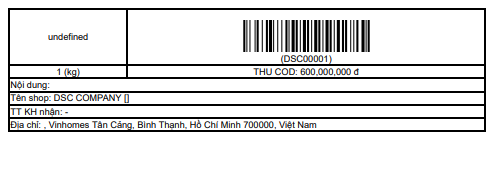 undefined
(DSC00001)
1 (kg)
THU COD: 600,000,000 đ
Nội dung:
Tên shop: DSC COMPANY []
TT KH nhận: -
Địa chỉ: , Vinhomes Tân Cảng, Bình Thạnh, Hồ Chí Minh 700000, Việt Nam